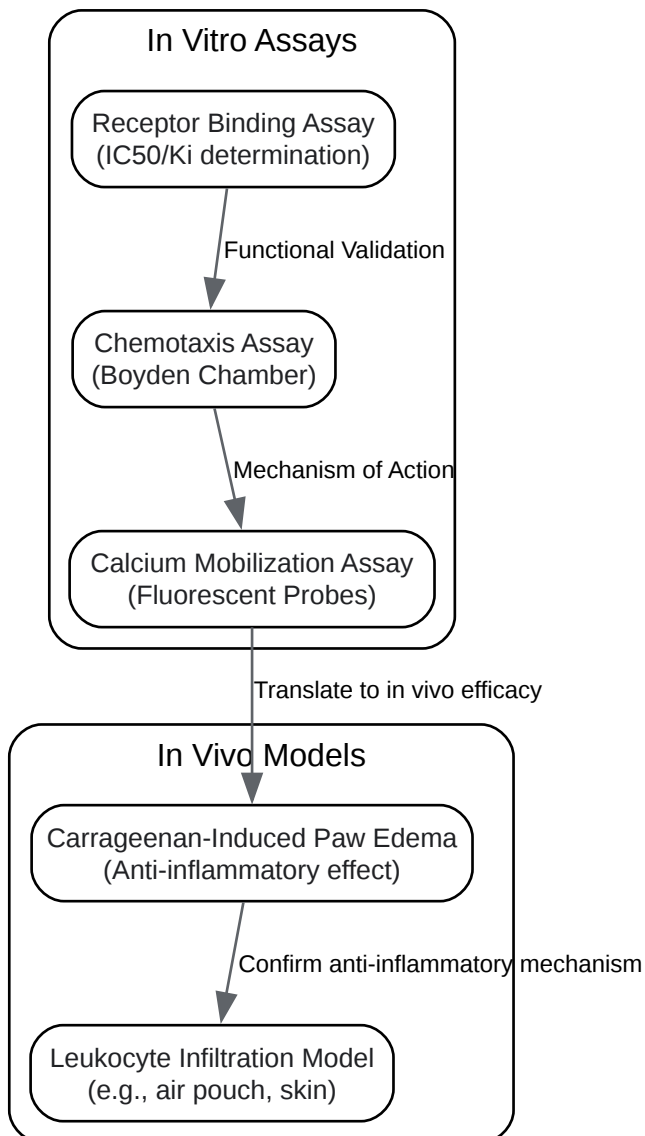 In Vitro Assays
Receptor Binding Assay
(IC50/Ki determination)
Functional Validation
Chemotaxis Assay
(Boyden Chamber)
Mechanism of Action
Calcium Mobilization Assay
(Fluorescent Probes)
Translate to in vivo efficacy
In Vivo Models
Carrageenan-Induced Paw Edema
(Anti-inflammatory effect)
Confirm anti-inflammatory mechanism
Leukocyte Infiltration Model
(e.g., air pouch, skin)